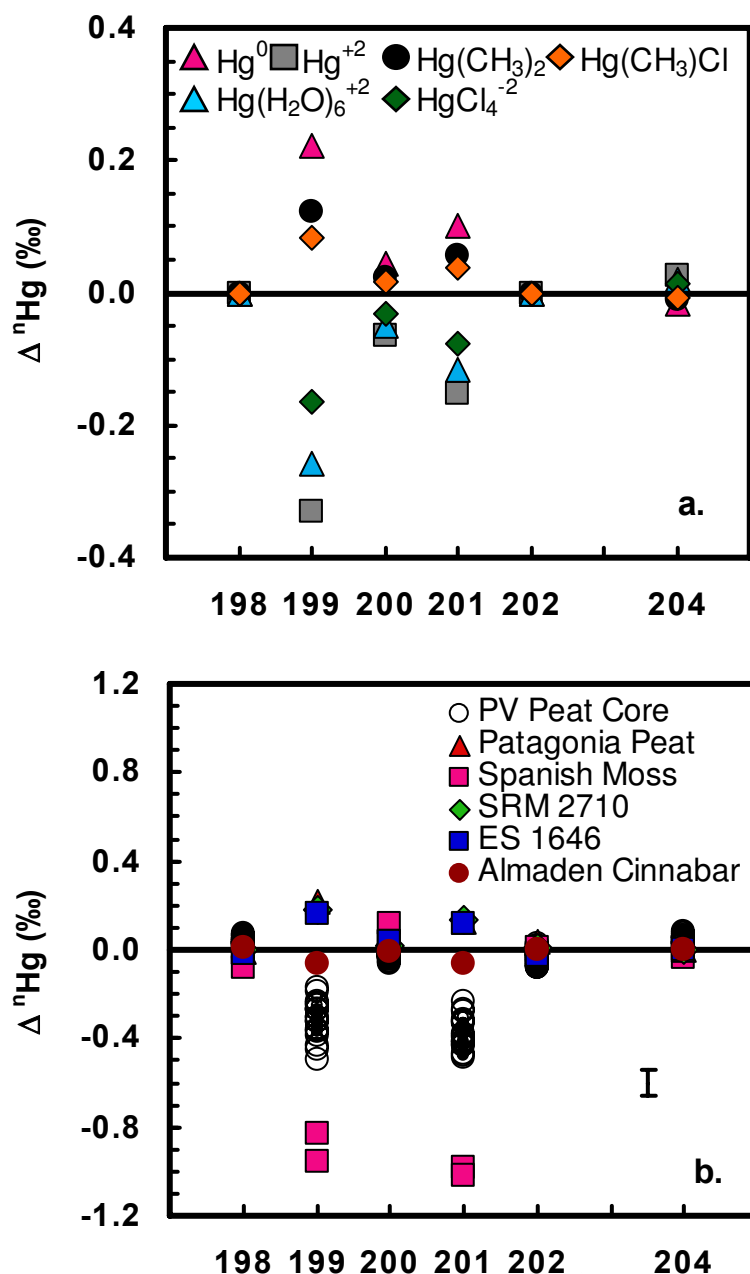 0.4
Hg⁰ Hg⁺² Hg(CH₃)₂ Hg(CH₃)Cl
Hg(H₂O)₆⁺² HgCl₄⁻²
0.2
0.0
-0.2
-0.4
Δ ⁿHg (‰)
a.
198 199 200 201 202 204
1.2
0.8
0.4
0.0
-0.4
-0.8
-1.2
Δ ⁿHg (‰)
PV Peat Core
Patagonia Peat
Spanish Moss
SRM 2710
ES 1646
Almaden Cinnabar
b.
198 199 200 201 202 204